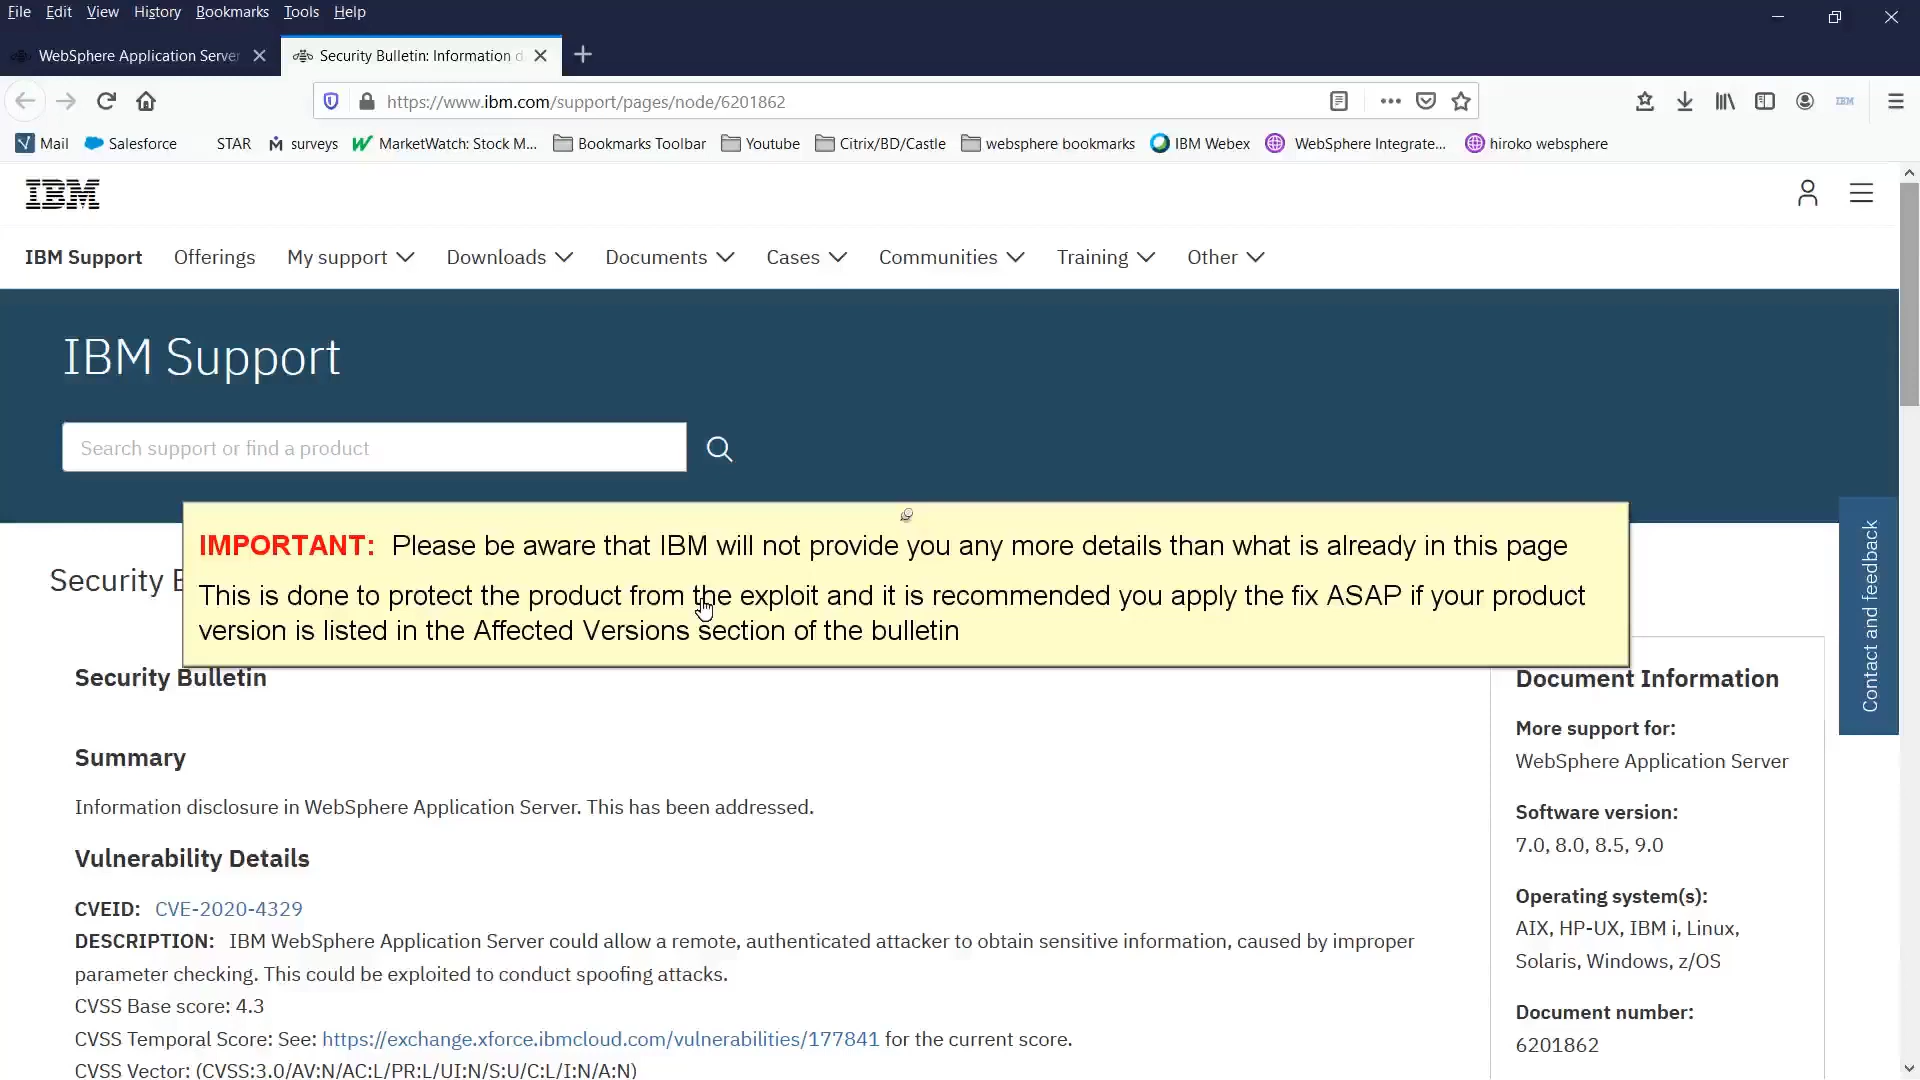 File Edit View History Bookmarks Tools Help
WebSphere Application Server
Security Bulletin: Information d
https://www.ibm.com/support/pages/node/6201862
IBM
Mail Salesforce STAR surveys MarketWatch: Stock M... Bookmarks Toolbar Youtube Citrix/BD/Castle websphere bookmarks IBM Webex WebSphere Integrate... hiroko websphere
IBM
IBM Support Offerings My support Downloads Documents Cases Communities Training Other
IBM Support
Search support or find a product
IMPORTANT: Please be aware that IBM will not provide you any more details than what is already in this page
This is done to protect the product from the exploit and it is recommended you apply the fix ASAP if your product
version is listed in the Affected Versions section of the bulletin
Security
Contact and feedback
Security Bulletin
Summary
Information disclosure in WebSphere Application Server. This has been addressed.
Vulnerability Details
CVEID: CVE-2020-4329
DESCRIPTION: IBM WebSphere Application Server could allow a remote, authenticated attacker to obtain sensitive information, caused by improper
parameter checking. This could be exploited to conduct spoofing attacks.
CVSS Base score: 4.3
CVSS Temporal Score: See: https://exchange.xforce.ibmcloud.com/vulnerabilities/177841 for the current score.
CVSS Vector: (CVSS:3.0/AV:N/AC:L/PR:L/UI:N/S:U/C:L/I:N/A:N)
Document Information
More support for:
WebSphere Application Server
Software version:
7.0, 8.0, 8.5, 9.0
Operating system(s):
AIX, HP-UX, IBM i, Linux,
Solaris, Windows, z/OS
Document number:
6201862